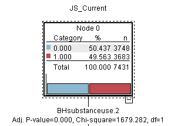 JS_Current
Node 0
Category % n
0.000 50.437 3748
1.000 49.563 3683
Total 100.000 7431
BHsubstanceuse.2
Adj. P-value=0.000, Chi-square=1679.282, df=1